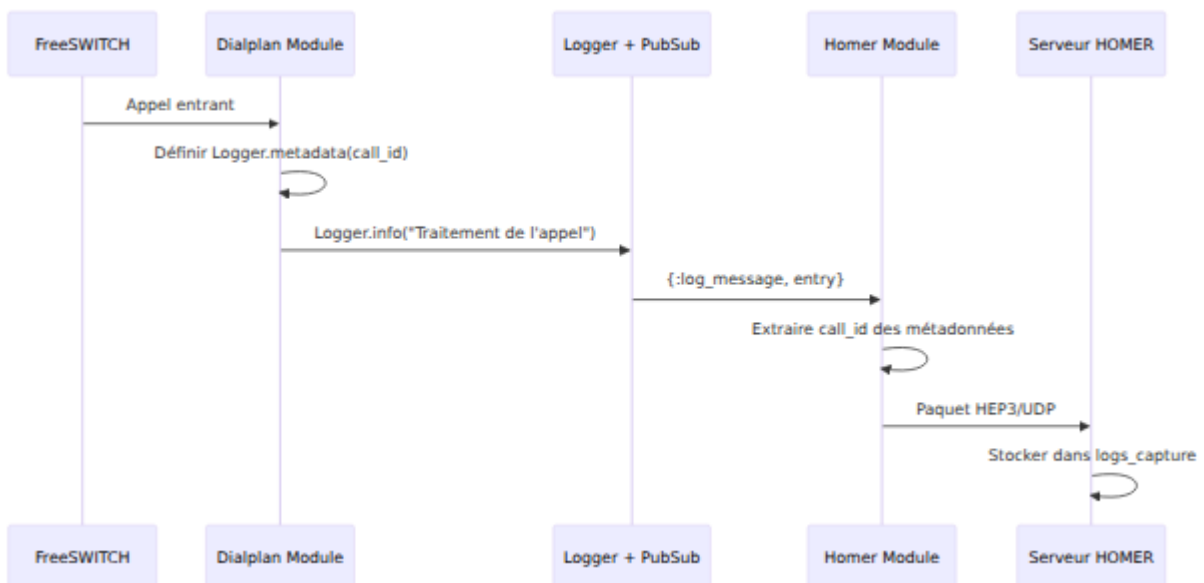 FreeSWITCH
Dialplan Module
Logger + PubSub
Homer Module
Serveur HOMER
Appel entrant
Définir Logger.metadata(call_id)
Logger.info("Traitement de l'appel")
{:log_message, entry}
Extraire call_id des métadonnées
Paquet HEP3/UDP
Stocker dans logs_capture
FreeSWITCH
Dialplan Module
Logger + PubSub
Homer Module
Serveur HOMER